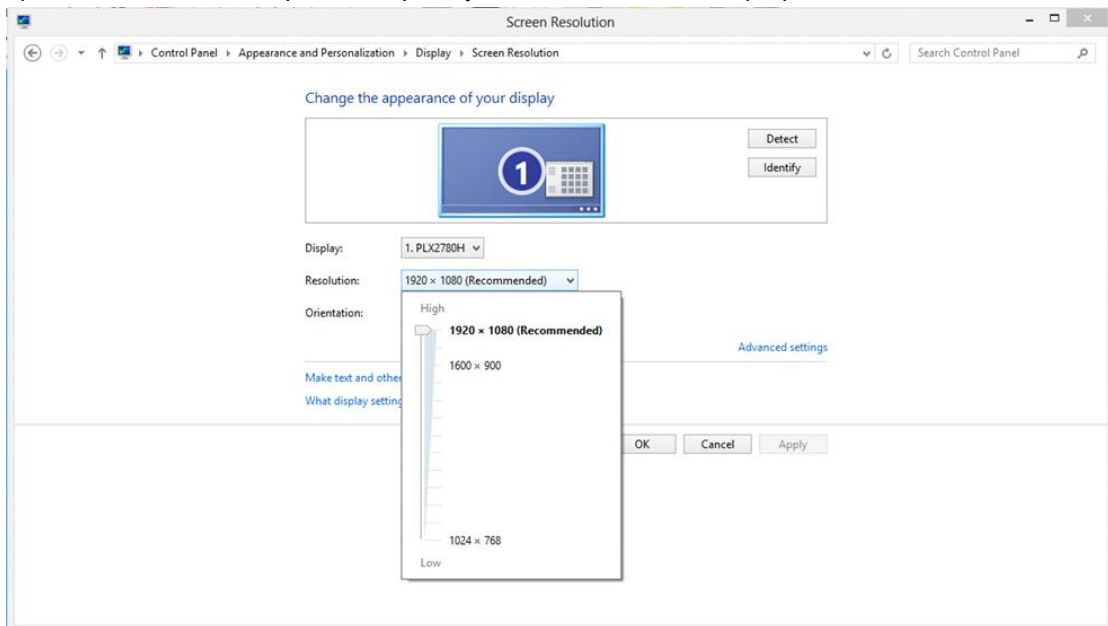 Screen Resolution
Control Panel Appearance and Personalization Display Screen Resolution
Search Control Panel
Change the appearance of your display
1
Detect
Identify
Display: 1. PLX2780H
Resolution: 1920 × 1080 (Recommended)
Orientation:
High
1920 × 1080 (Recommended)
1600 × 900
1024 × 768
Low
Advanced settings
Make text and other
What display setting
OK Cancel Apply